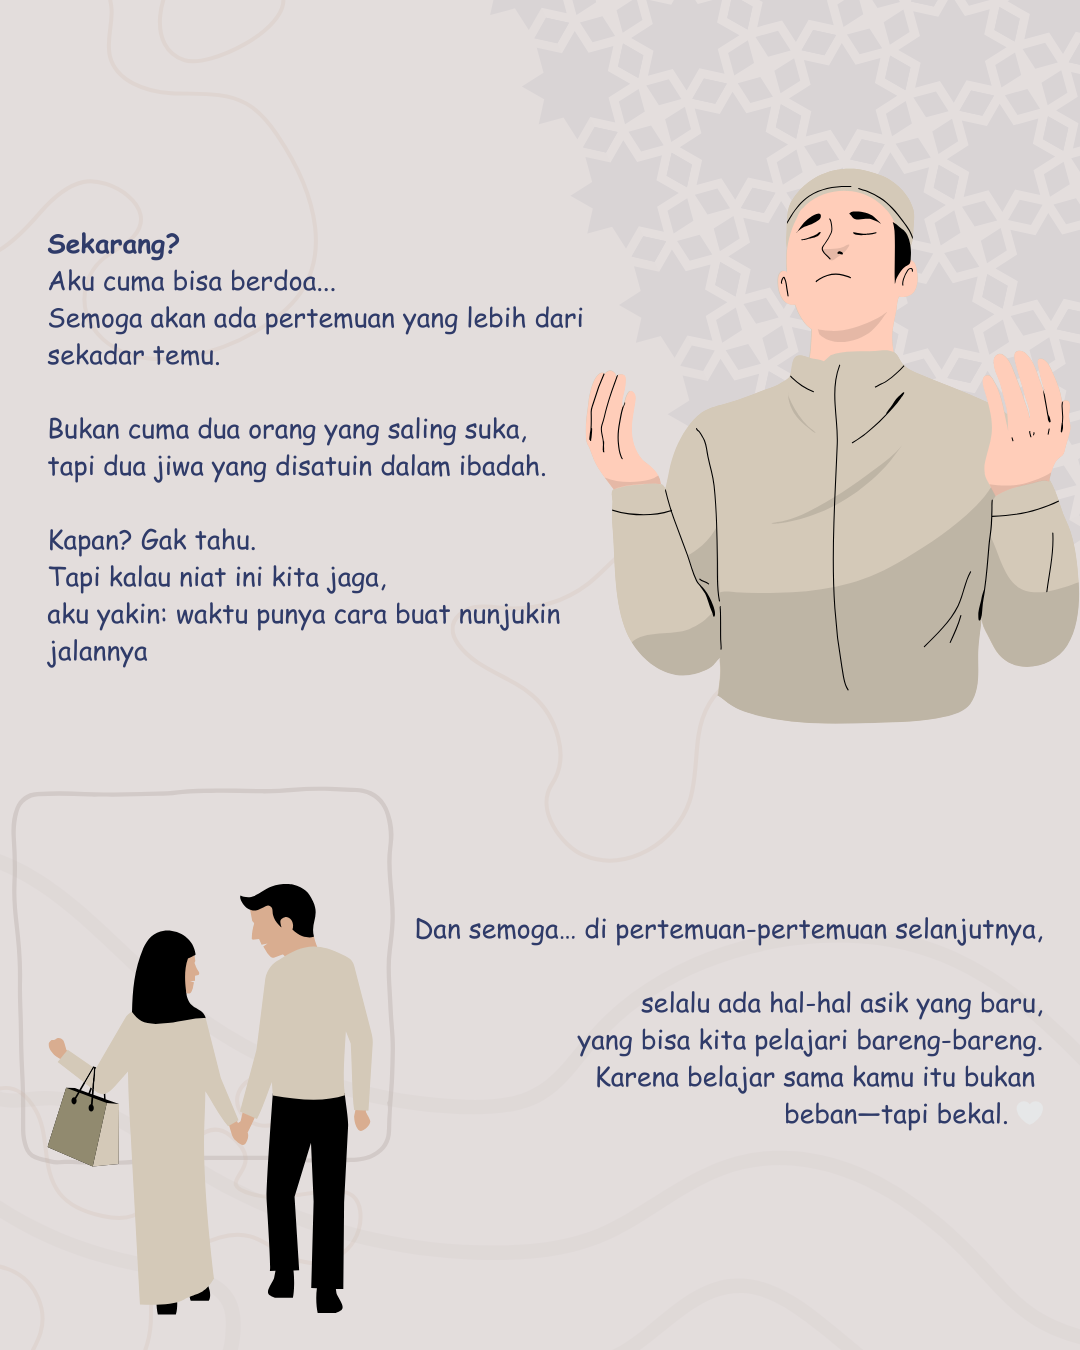 Sekarang?
Aku cuma bisa berdoa...
Semoga akan ada pertemuan yang lebih dari
sekadar temu.
Bukan cuma dua orang yang saling suka,
tapi dua jiwa yang disatuin dalam ibadah.
Kapan? Gak tahu.
Tapi kalau niat ini kita jaga,
aku yakin: waktu punya cara buat nunjukin
jalannya
Dan semoga... di pertemuan-pertemuan selanjutnya,
selalu ada hal-hal asik yang baru,
yang bisa kita pelajari bareng-bareng.
Karena belajar sama kamu itu bukan
beban—tapi bekal. 🤍